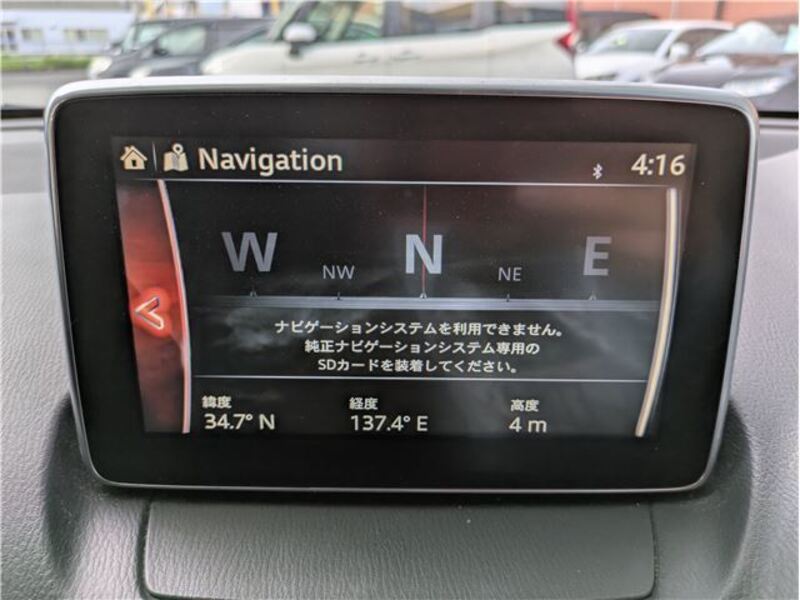 Navigation
4:16
W NW N NE E
ナビゲーションシステムを利用できません。
純正ナビゲーションシステム専用の
SDカードを装着してください。
緯度 経度 高度
34.7° N 137.4° E 4 m